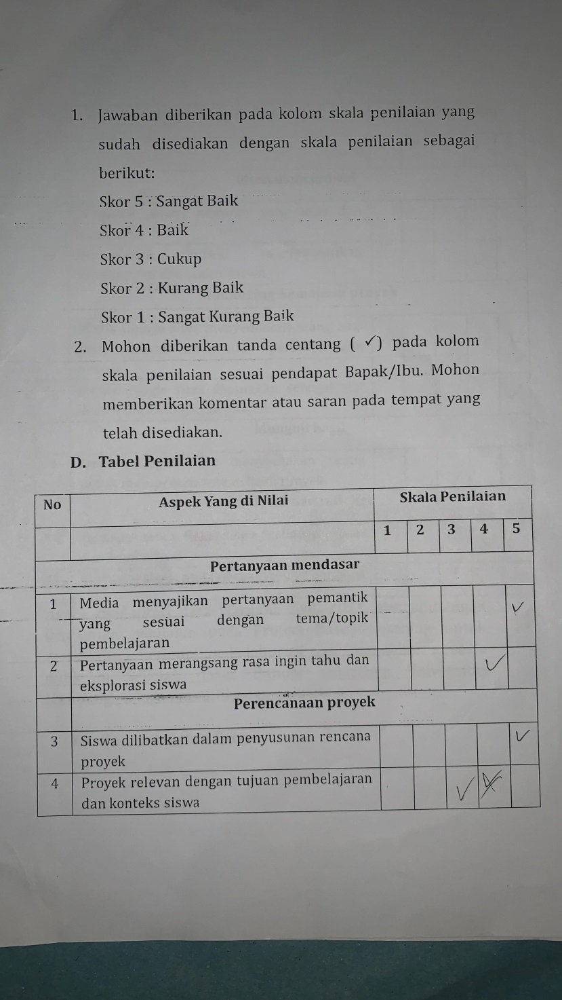 1. Jawaban diberikan pada kolom skala penilaian yang
sudah disediakan dengan skala penilaian sebagai
berikut:
Skor 5 : Sangat Baik
Skor 4 : Baik
Skor 3 : Cukup
Skor 2 : Kurang Baik
Skor 1 : Sangat Kurang Baik
2. Mohon diberikan tanda centang ( ✓) pada kolom
skala penilaian sesuai pendapat Bapak/Ibu. Mohon
memberikan komentar atau saran pada tempat yang
telah disediakan.
D. Tabel Penilaian
No Aspek Yang di Nilai Skala Penilaian
1 2 3 4 5
Pertanyaan mendasar
1 Media menyajikan pertanyaan pemantik ✓
yang sesuai dengan tema/topik
pembelajaran
2 Pertanyaan merangsang rasa ingin tahu dan ✓
eksplorasi siswa
Perencanaan proyek
3 Siswa dilibatkan dalam penyusunan rencana ✓
proyek
4 Proyek relevan dengan tujuan pembelajaran ✓
dan konteks siswa